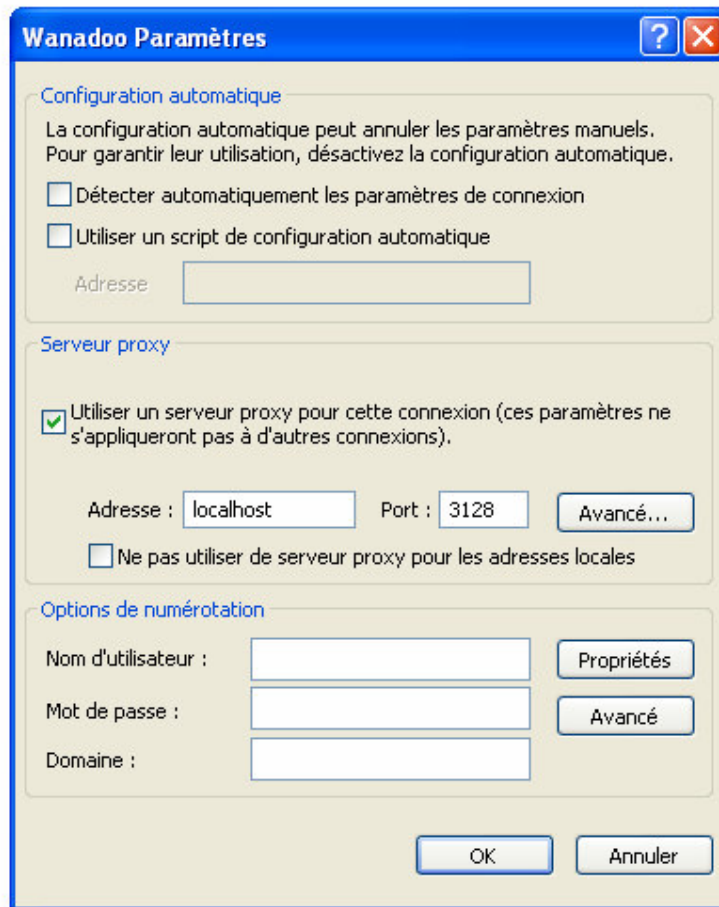 Wanadoo Paramètres
Configuration automatique
La configuration automatique peut annuler les paramètres manuels.
Pour garantir leur utilisation, désactivez la configuration automatique.
Détecter automatiquement les paramètres de connexion
Utiliser un script de configuration automatique
Adresse
Serveur proxy
Utiliser un serveur proxy pour cette connexion (ces paramètres ne
s'appliqueront pas à d'autres connexions).
Adresse : localhost Port : 3128 Avancé...
Ne pas utiliser de serveur proxy pour les adresses locales
Options de numérotation
Nom d'utilisateur : Propriétés
Mot de passe : Avancé
Domaine :
OK Annuler